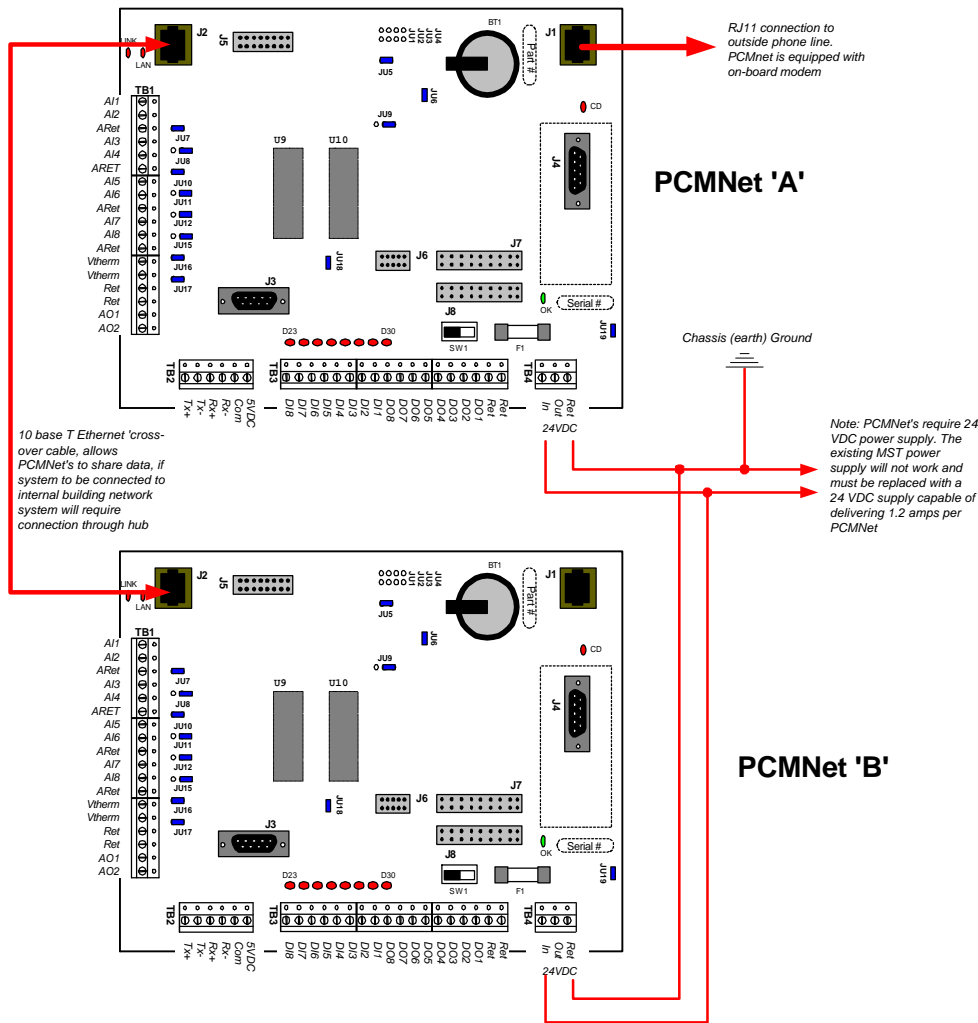 J2
J5
JU1
JU2
JU3
JU4
BT1
Part #
J1
LINK
LAN
JU5
JU6
JU9
CD
RJ11 connection to
outside phone line.
PCMnet is equipped with
on-board modem
TB1
AI1
AI2
ARet
AI3
AI4
ARET
AI5
AI6
ARet
AI7
AI8
ARet
Vtherm
Vtherm
Ret
Ret
AO1
AO2
JU7
JU8
JU10
JU11
JU12
JU15
JU16
JU17
U9
U10
J4
PCMNet 'A'
JU18
J6
J7
J3
OK
Serial #
J8
SW1
F1
JU19
D23
D30
TB2
TB3
TB4
Tx+
Tx-
Rx+
Rx-
Com
5VDC
DI8
DI7
DI6
DI5
DI4
DI3
DI2
DI1
DO8
DO7
DO6
DO5
DO4
DO3
DO2
DO1
Ret
Ret
In
Out
Ret
24VDC
Chassis (earth) Ground
Note: PCMNet's require 24
VDC power supply. The
existing MST power
supply will not work and
must be replaced with a
24 VDC supply capable of
delivering 1.2 amps per
PCMNet
10 base T Ethernet 'cross-
over cable, allows
PCMNet's to share data, if
system to be connected to
internal building network
system will require
connection through hub
J2
J5
JU1
JU2
JU3
JU4
BT1
Part #
J1
LINK
LAN
JU5
JU6
JU9
CD
TB1
AI1
AI2
ARet
AI3
AI4
ARET
AI5
AI6
ARet
AI7
AI8
ARet
Vtherm
Vtherm
Ret
Ret
AO1
AO2
JU7
JU8
JU10
JU11
JU12
JU15
JU16
JU17
U9
U10
J4
PCMNet 'B'
JU18
J6
J7
J3
OK
Serial #
J8
SW1
F1
JU19
D23
D30
TB2
TB3
TB4
Tx+
Tx-
Rx+
Rx-
Com
5VDC
DI8
DI7
DI6
DI5
DI4
DI3
DI2
DI1
DO8
DO7
DO6
DO5
DO4
DO3
DO2
DO1
Ret
Ret
In
Out
Ret
24VDC